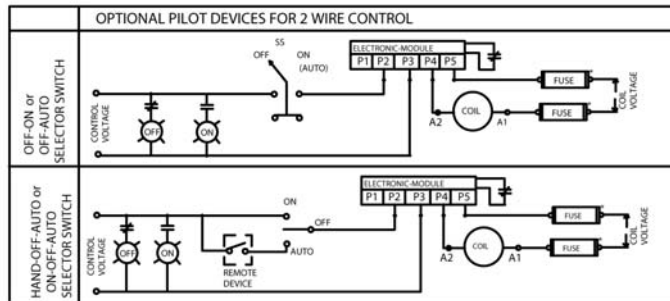 OPTIONAL PILOT DEVICES FOR 2 WIRE CONTROL
OFF-ON or
OFF-AUTO
SELECTOR SWITCH
CONTROL
VOLTAGE
OFF
ON
SS
OFF
ON
(AUTO)
ELECTRONIC-MODULE
P1 P2 P3 P4 P5
A2
COIL
A1
FUSE
FUSE
COIL
VOLTAGE
HAND-OFF-AUTO or
ON-OFF-AUTO
SELECTOR SWITCH
CONTROL
VOLTAGE
OFF
ON
REMOTE
DEVICE
ON
OFF
AUTO
ELECTRONIC-MODULE
P1 P2 P3 P4 P5
A2
COIL
A1
FUSE
FUSE
COIL
VOLTAGE